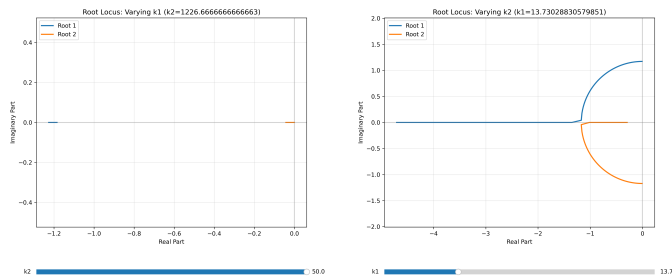 Root Locus: Varying k1 (k2=1226.6666666666663)
Root 1
Root 2
0.4
0.2
0.0
−0.2
−0.4
Imaginary Part
−1.2
−1.0
−0.8
−0.6
−0.4
−0.2
0.0
Real Part
k2
50.0
Root Locus: Varying k2 (k1=13.73028830579851)
Root 1
Root 2
2.0
1.5
1.0
0.5
0.0
−0.5
−1.0
−1.5
−2.0
Imaginary Part
−4
−3
−2
−1
0
Real Part
k1